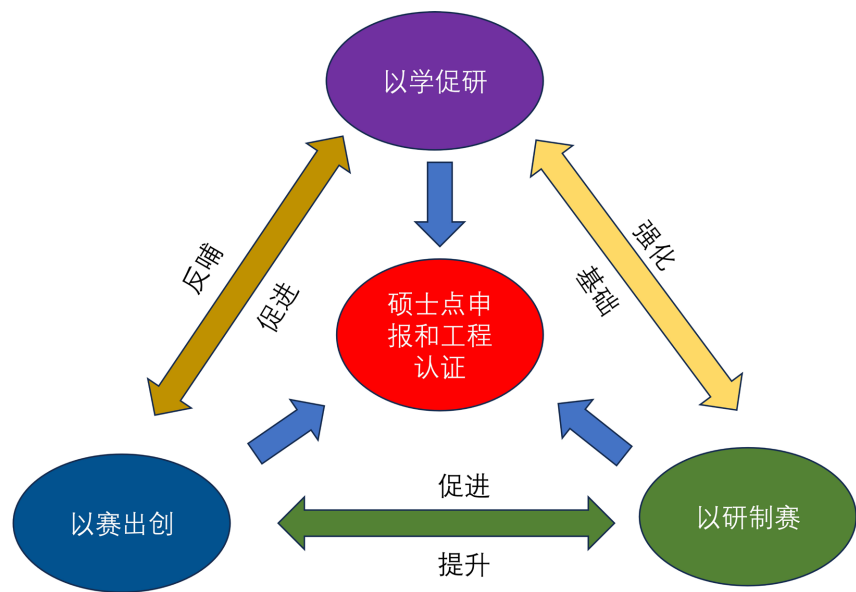 以学促研
反哺
促进
强化
基础
硕士点申
报和工程
认证
以赛出创
促进
提升
以研制赛